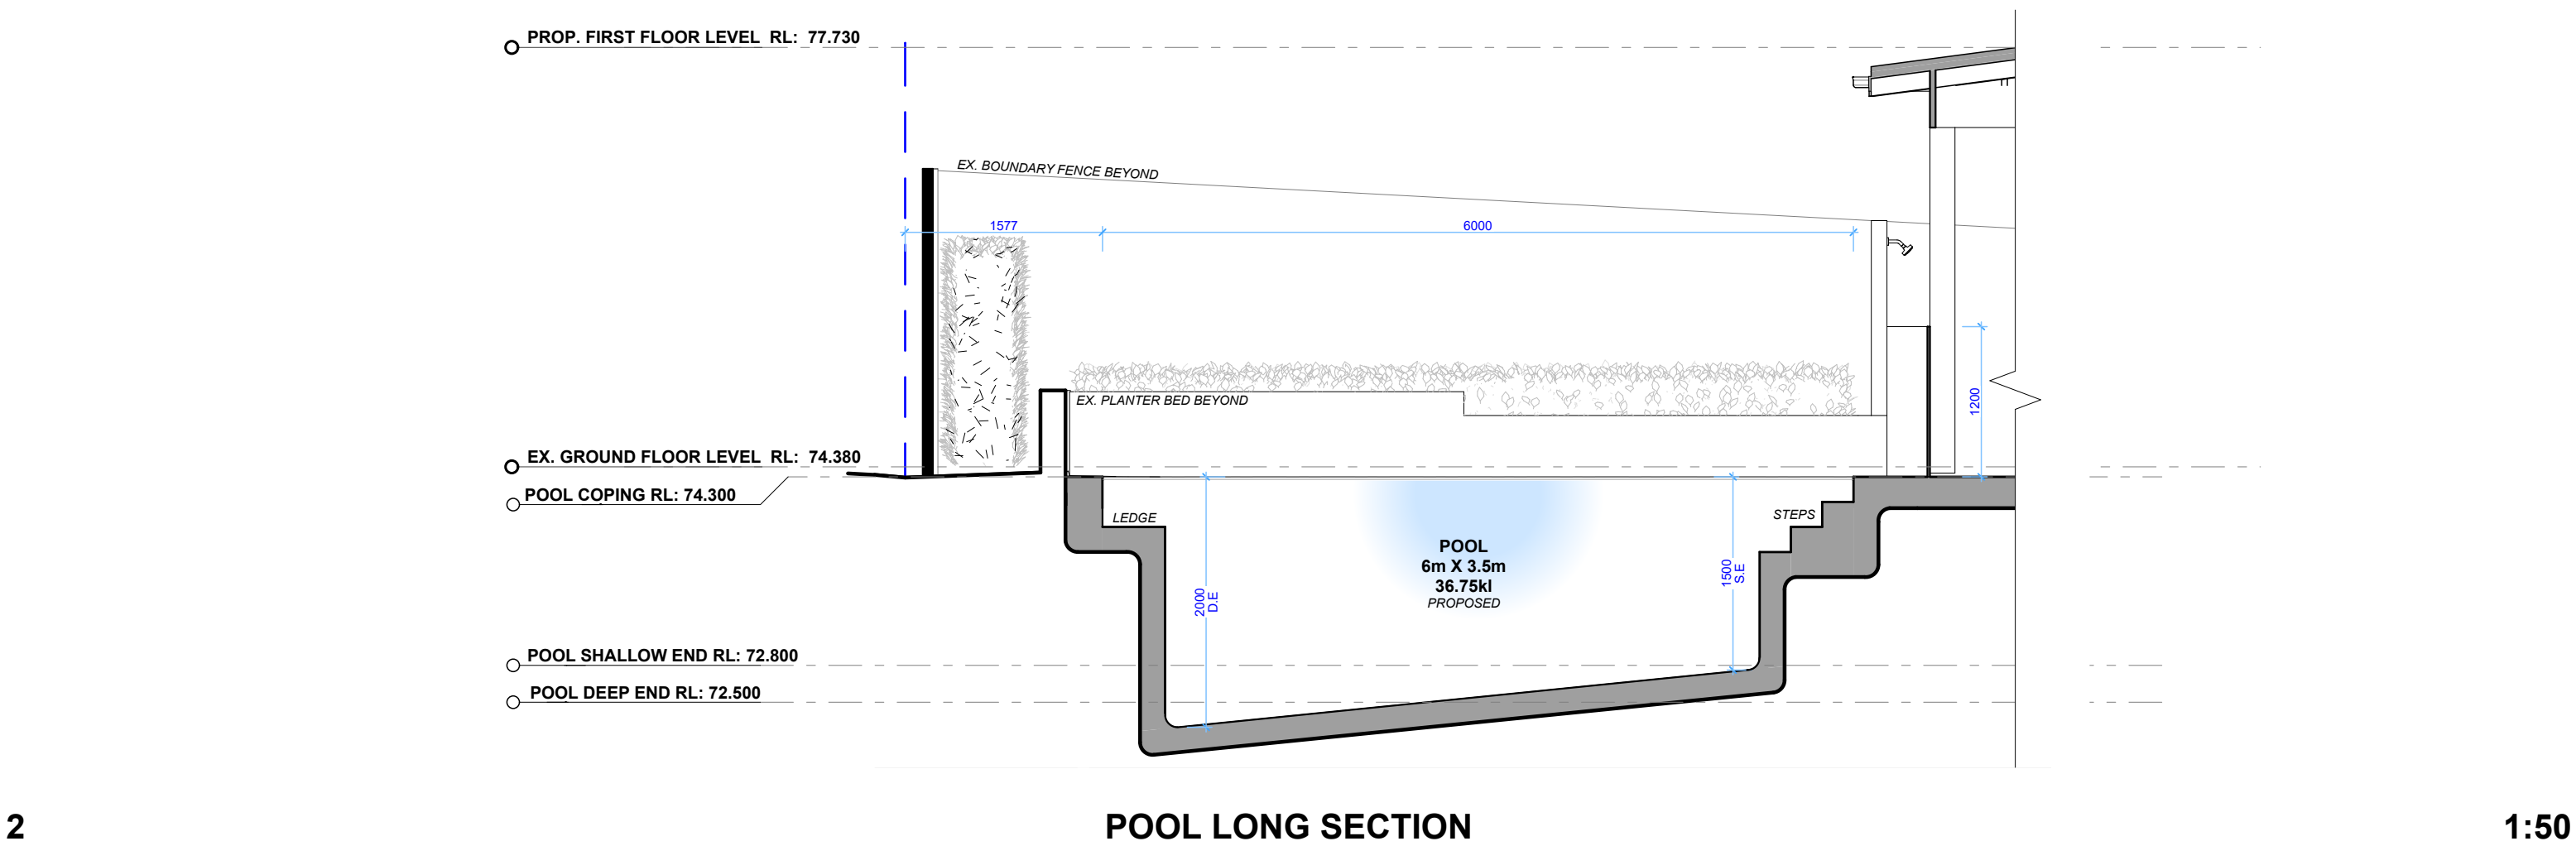 PROP. FIRST FLOOR LEVEL RL: 77.730
EX. BOUNDARY FENCE BEYOND
1577
6000
1200
EX. PLANTER BED BEYOND
EX. GROUND FLOOR LEVEL RL: 74.380
POOL COPING RL: 74.300
LEDGE
STEPS
POOL
6m X 3.5m
36.75kl
PROPOSED
2000
D.E
1500
S.E
POOL SHALLOW END RL: 72.800
POOL DEEP END RL: 72.500
2
POOL LONG SECTION
1:50